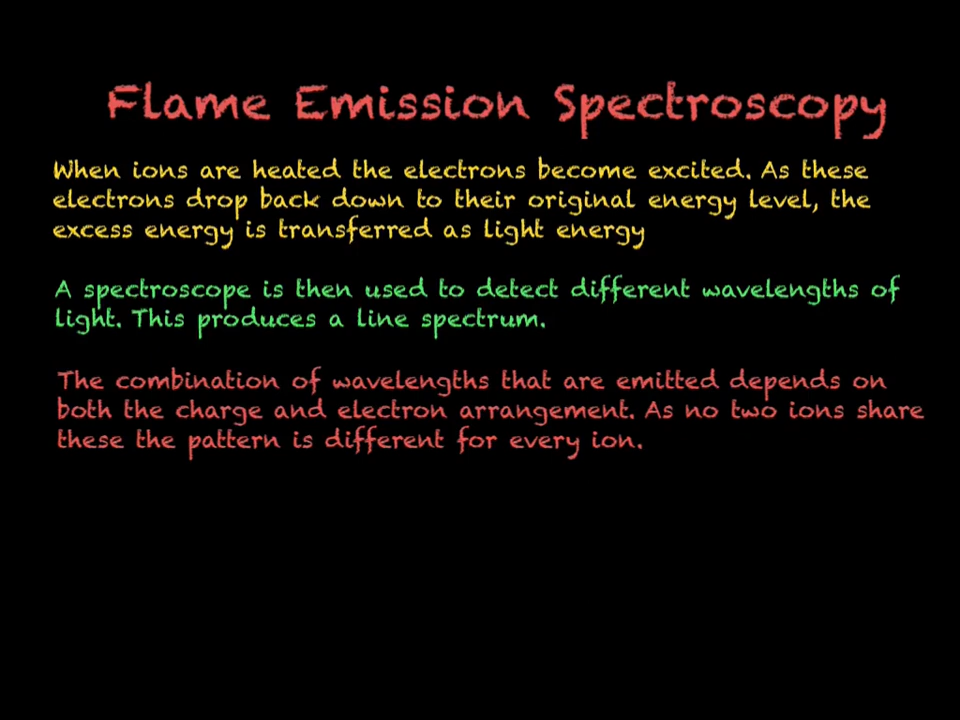 Flame Emission Spectroscopy
When ions are heated the electrons become excited. As these
electrons drop back down to their original energy level, the
excess energy is transferred as light energy
A spectroscope is then used to detect different wavelengths of
light. This produces a line spectrum.
The combination of wavelengths that are emitted depends on
both the charge and electron arrangement. As no two ions share
these the pattern is different for every ion.